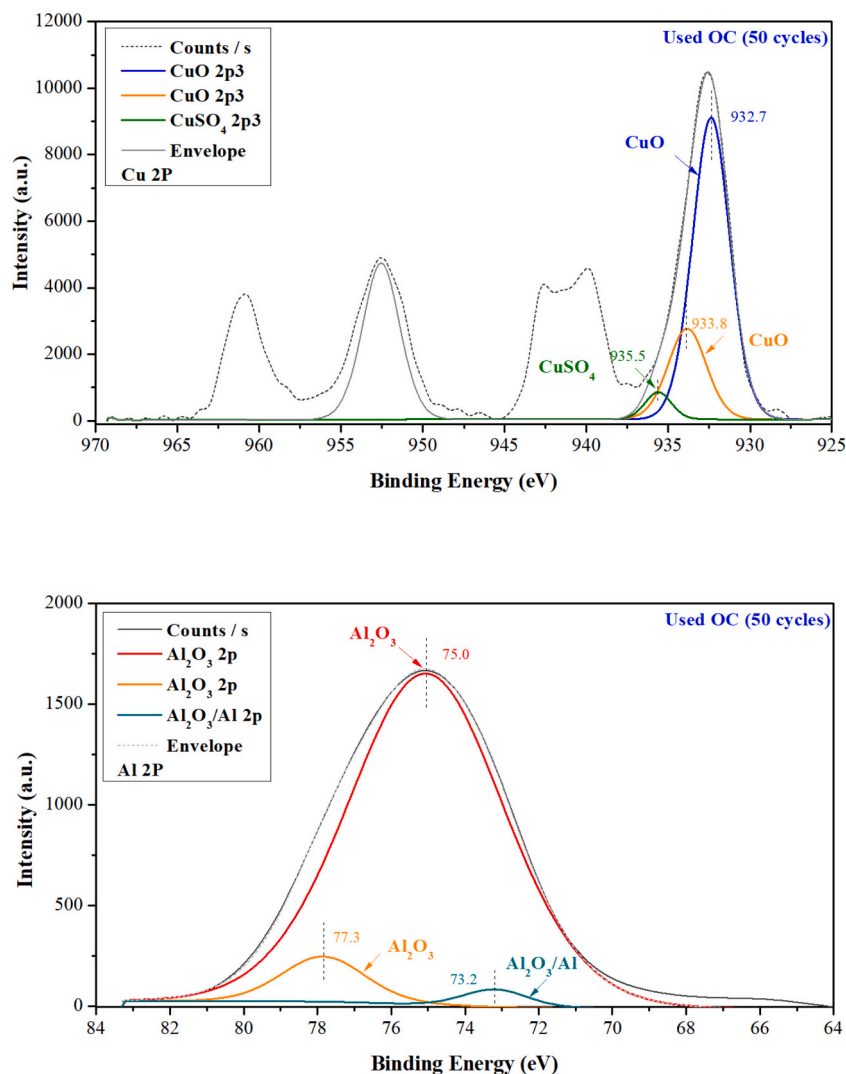 12000
10000
8000
6000
4000
2000
0
Intensity (a.u.)
Counts / s
CuO 2p3
CuO 2p3
CuSO₄ 2p3
Envelope
Cu 2P
Used OC (50 cycles)
932.7
CuO
933.8
CuO
935.5
CuSO₄
970 965 960 955 950 945 940 935 930 925
Binding Energy (eV)
2000
1500
1000
500
0
Intensity (a.u.)
Counts / s
Al₂O₃ 2p
Al₂O₃ 2p
Al₂O₃/Al 2p
Envelope
Al 2P
Used OC (50 cycles)
Al₂O₃
75.0
77.3
Al₂O₃
73.2
Al₂O₃/Al
84 82 80 78 76 74 72 70 68 66 64
Binding Energy (eV)